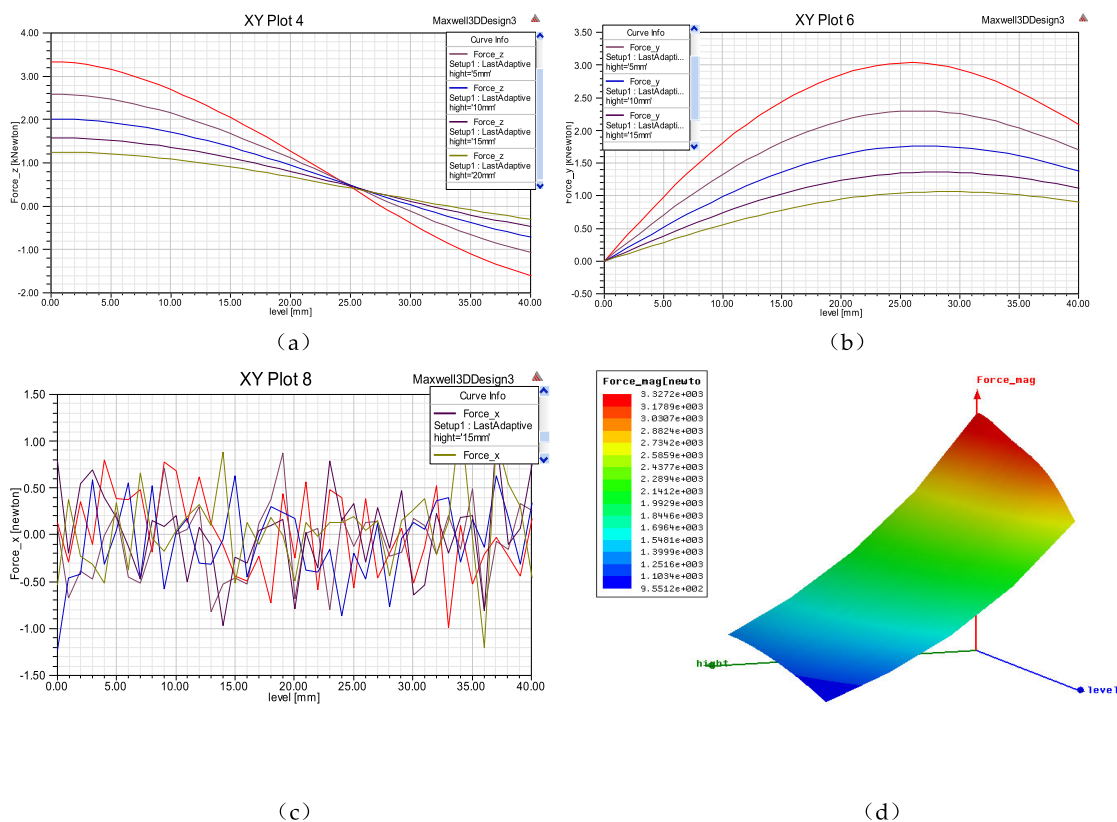 XY Plot 4
Maxwell3DDesign3
Curve Info
Force_z
Setup1 : LastAdaptive
hight='5mm'
Force_z
Setup1 : LastAdaptive
hight='10mm'
Force_z
Setup1 : LastAdaptive
hight='15mm'
Force_z
Setup1 : LastAdaptive
hight='20mm'
4.00
3.00
2.00
1.00
0.00
-1.00
-2.00
Force_z [kNewton]
0.00 5.00 10.00 15.00 20.00 25.00 30.00 35.00 40.00
level [mm]
(a)
XY Plot 6
Maxwell3DDesign3
Curve Info
Force_y
Setup1 : LastAdapti...
hight='5mm'
Force_y
Setup1 : LastAdapti...
hight='10mm'
Force_y
Setup1 : LastAdapti...
hight='15mm'
3.50
3.00
2.50
2.00
1.50
1.00
0.50
0.00
-0.50
Force_y [kNewton]
0.00 5.00 10.00 15.00 20.00 25.00 30.00 35.00 40.00
level [mm]
(b)
XY Plot 8
Maxwell3DDesign3
Curve Info
Force_x
Setup1 : LastAdaptive
hight='15mm'
Force_x
1.50
1.00
0.50
0.00
-0.50
-1.00
-1.50
Force_x [newton]
0.00 5.00 10.00 15.00 20.00 25.00 30.00 35.00 40.00
level [mm]
(c)
Force_mag[newto
3.3272e+003
3.1789e+003
3.0307e+003
2.8824e+003
2.7342e+003
2.5859e+003
2.4377e+003
2.2894e+003
2.1412e+003
1.9929e+003
1.8446e+003
1.6964e+003
1.5481e+003
1.3999e+003
1.2516e+003
1.1034e+003
9.5512e+002
Force_mag
hight
level
(d)